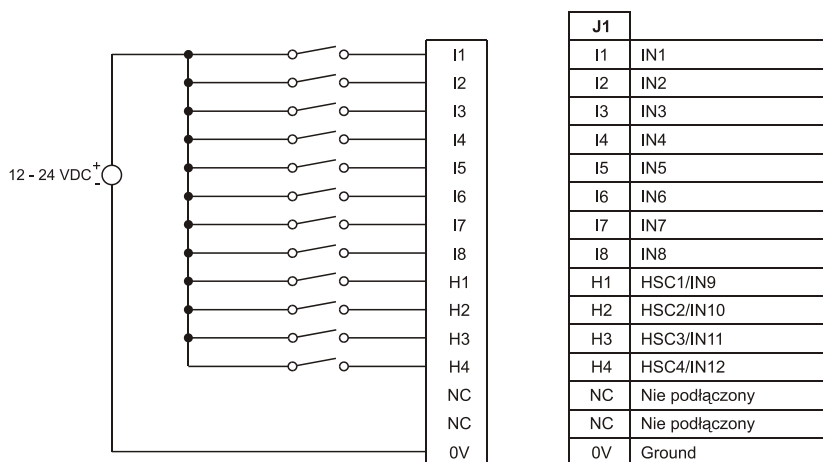 12 - 24 VDC
+
-
I1
I2
I3
I4
I5
I6
I7
I8
H1
H2
H3
H4
NC
NC
0V
J1
I1 IN1
I2 IN2
I3 IN3
I4 IN4
I5 IN5
I6 IN6
I7 IN7
I8 IN8
H1 HSC1/IN9
H2 HSC2/IN10
H3 HSC3/IN11
H4 HSC4/IN12
NC Nie podłączony
NC Nie podłączony
0V Ground